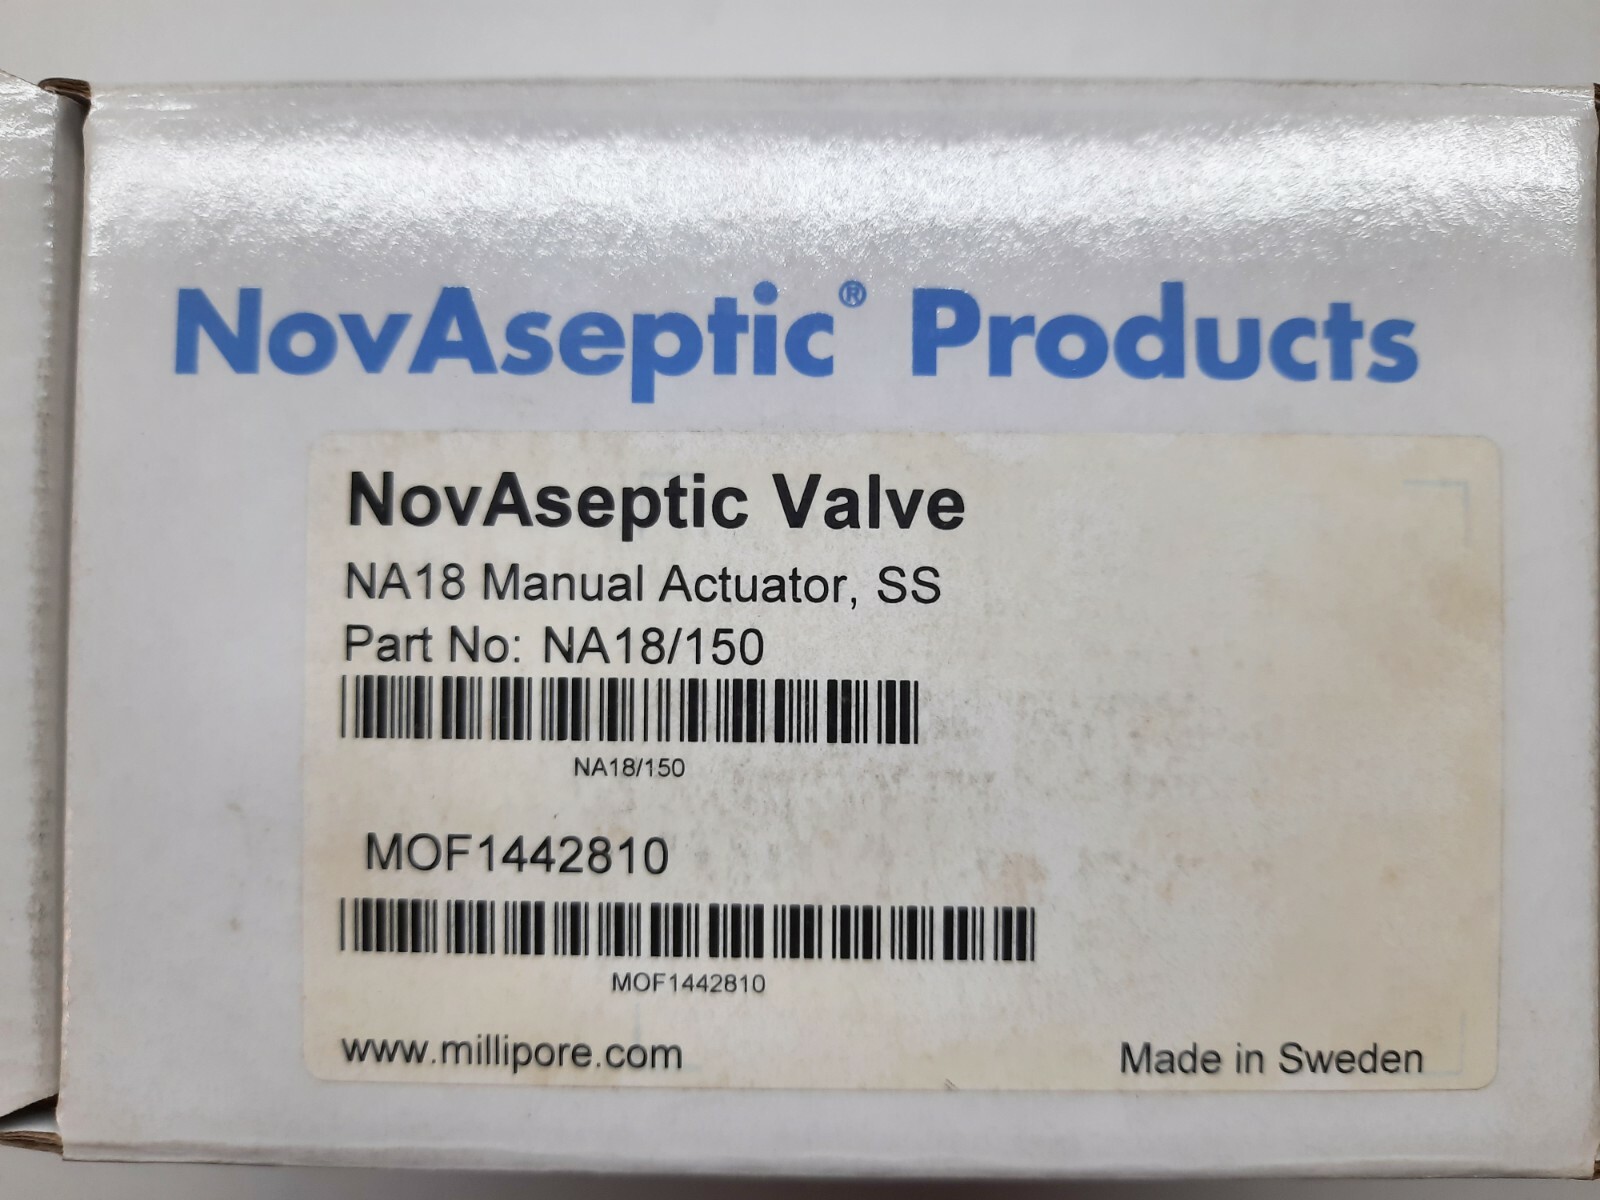 NovAseptic® Products
NovAseptic Valve
NA18 Manual Actuator, SS
Part No: NA18/150
NA18/150
MOF1442810
MOF1442810
www.millipore.com
Made in Sweden